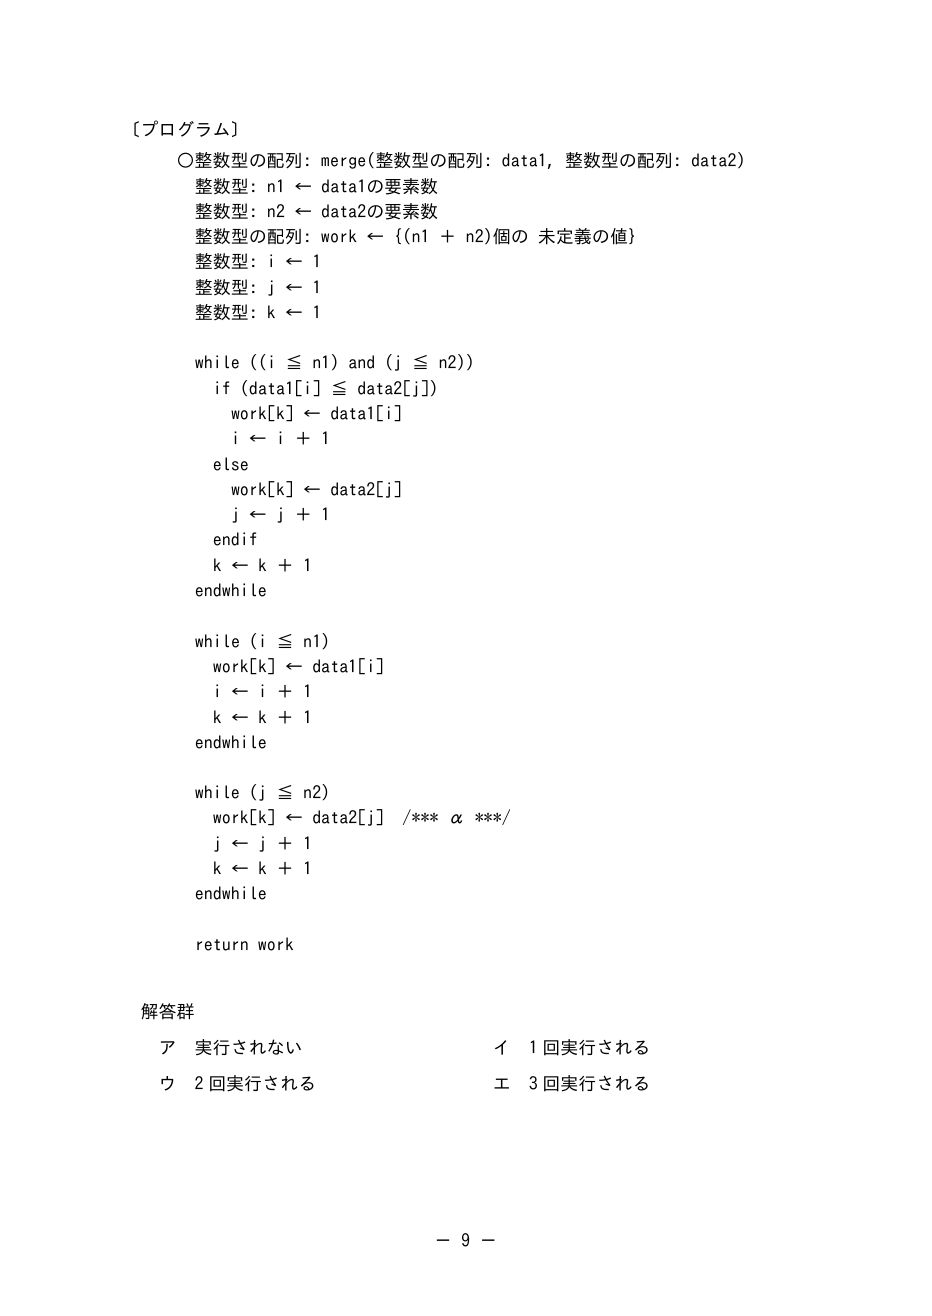 〔プログラム〕
○整数型の配列: merge(整数型の配列: data1, 整数型の配列: data2)
整数型: n1 ← data1の要素数
整数型: n2 ← data2の要素数
整数型の配列: work ← {(n1 ＋ n2)個の 未定義の値}
整数型: i ← 1
整数型: j ← 1
整数型: k ← 1
while ((i ≦ n1) and (j ≦ n2))
if (data1[i] ≦ data2[j])
work[k] ← data1[i]
i ← i ＋ 1
else
work[k] ← data2[j]
j ← j ＋ 1
endif
k ← k ＋ 1
endwhile
while (i ≦ n1)
work[k] ← data1[i]
i ← i ＋ 1
k ← k ＋ 1
endwhile
while (j ≦ n2)
work[k] ← data2[j] /*** α ***/
j ← j ＋ 1
k ← k ＋ 1
endwhile
return work
解答群
ア 実行されない イ 1 回実行される
ウ 2 回実行される エ 3 回実行される
－ 9 －